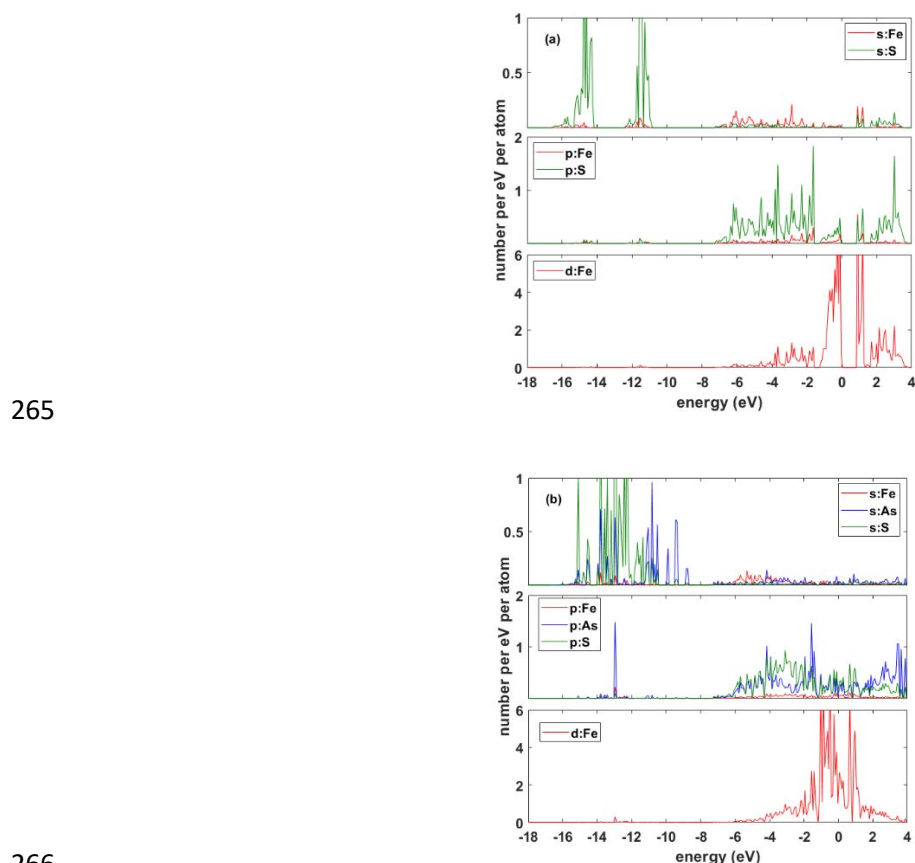 (a)
1
0.5
s:Fe
s:S
2
1
p:Fe
p:S
number per eV per atom
6
4
2
0
d:Fe
-18 -16 -14 -12 -10 -8 -6 -4 -2 0 2 4
energy (eV)
265
(b)
1
0.5
s:Fe
s:As
s:S
2
1
p:Fe
p:As
p:S
number per eV per atom
6
4
2
0
d:Fe
-18 -16 -14 -12 -10 -8 -6 -4 -2 0 2 4
energy (eV)